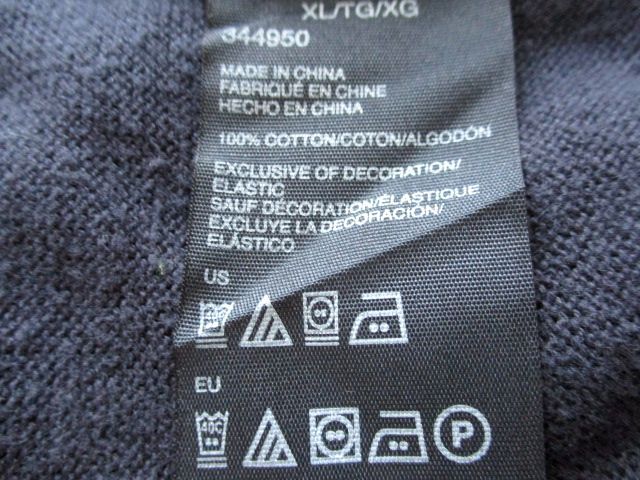 XL/TG/XG
344950
MADE IN CHINA
FABRIQUÉ EN CHINE
HECHO EN CHINA
100% COTTON/COTON/ALGODÓN
EXCLUSIVE OF DECORATION/
ELASTIC
SAUF DÉCORATION/ÉLASTIQUE
EXCLUYE LA DECORACIÓN/
ELÁSTICO
US
EU
40C
P